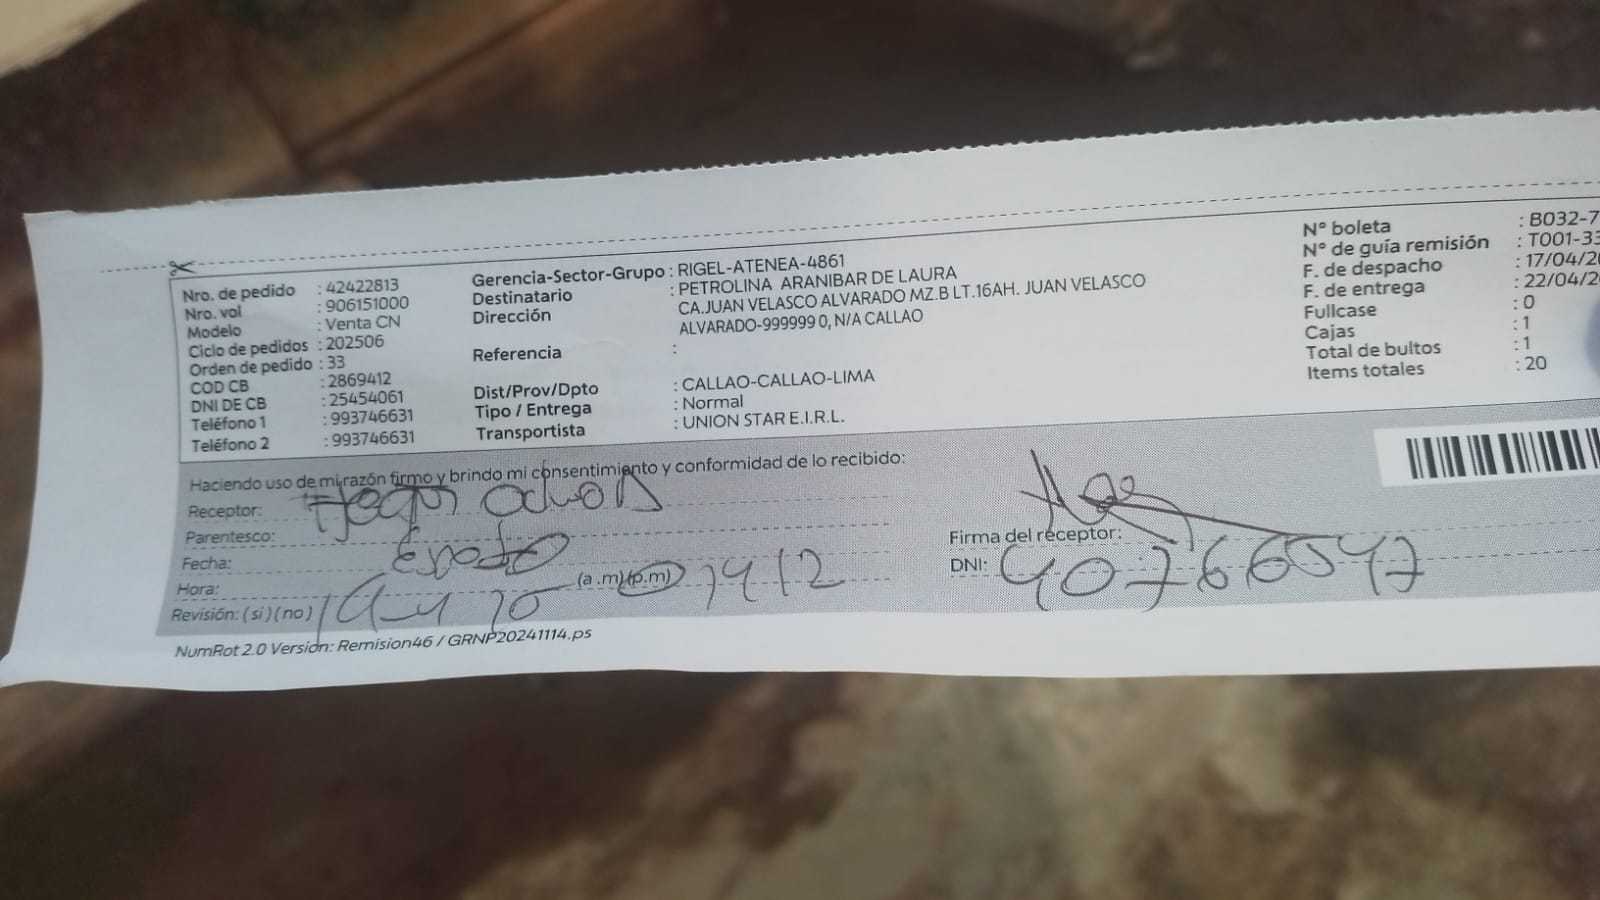 Nro. de pedido : 42422813
Nro. vol : 906151000
Modelo : Venta CN
Ciclo de pedidos : 202506
Orden de pedido : 33
COD CB : 2869412
DNI DE CB : 25454061
Teléfono 1 : 993746631
Teléfono 2 : 993746631
Gerencia-Sector-Grupo : RIGEL-ATENEA-4861
Destinatario : PETROLINA ARANIBAR DE LAURA
Dirección : CA.JUAN VELASCO ALVARADO MZ.B LT.16AH. JUAN VELASCO
ALVARADO-999999 0, N/A CALLAO
Referencia :
Dist/Prov/Dpto : CALLAO-CALLAO-LIMA
Tipo / Entrega : Normal
Transportista : UNION STAR E.I.R.L.
N° boleta : B032-7
N° de guía remisión : T001-33
F. de despacho : 17/04/20
F. de entrega : 22/04/20
Fullcase : 0
Cajas : 1
Total de bultos : 1
Items totales : 20
Haciendo uso de mi razón firmo y brindo mi consentimiento y conformidad de lo recibido:
Receptor:
Parentesco:
Fecha:
Hora: (a .m) (p.m)
Revisión: (si) (no)
Firma del receptor:
DNI: 40766547
NumRot 2.0 Version: Remision46 / GRNP20241114.ps